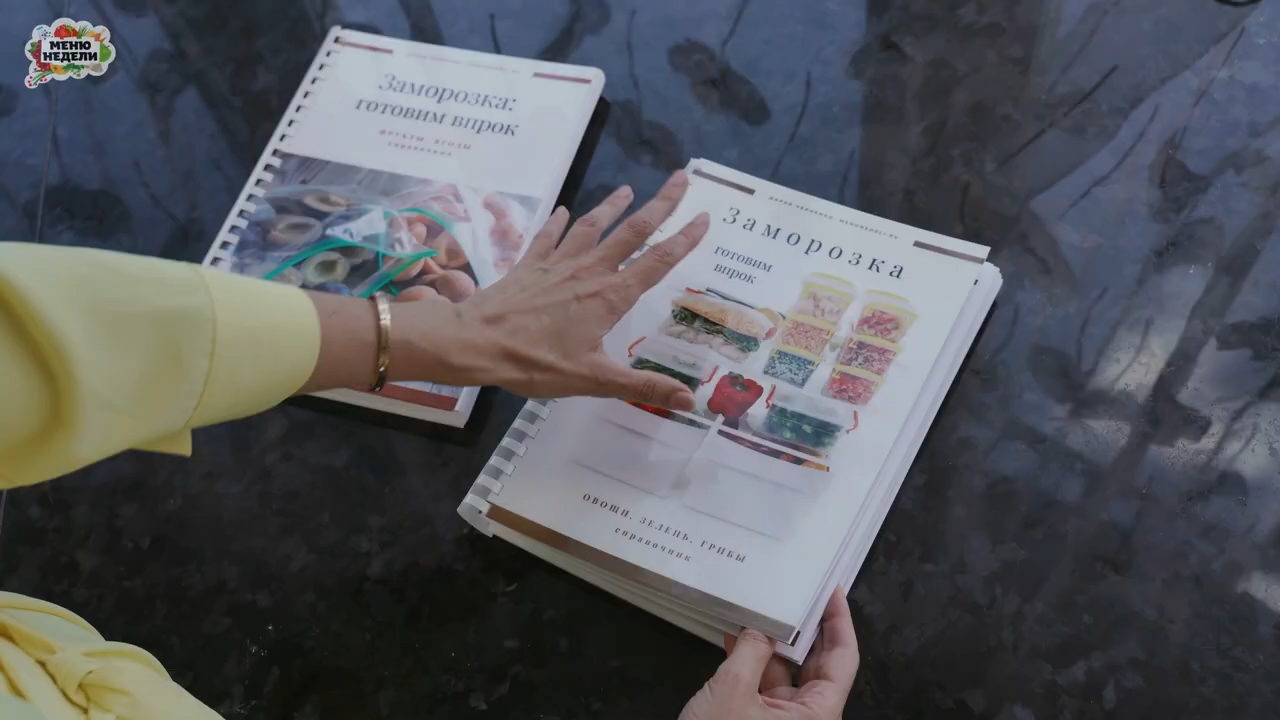 МЕНЮ
НЕДЕЛИ
Заморозка:
готовим впрок
ФРУКТЫ, ЯГОДЫ
справочник
Заморозка
готовим
впрок
ОВОЩИ, ЗЕЛЕНЬ, ГРИБЫ
справочник